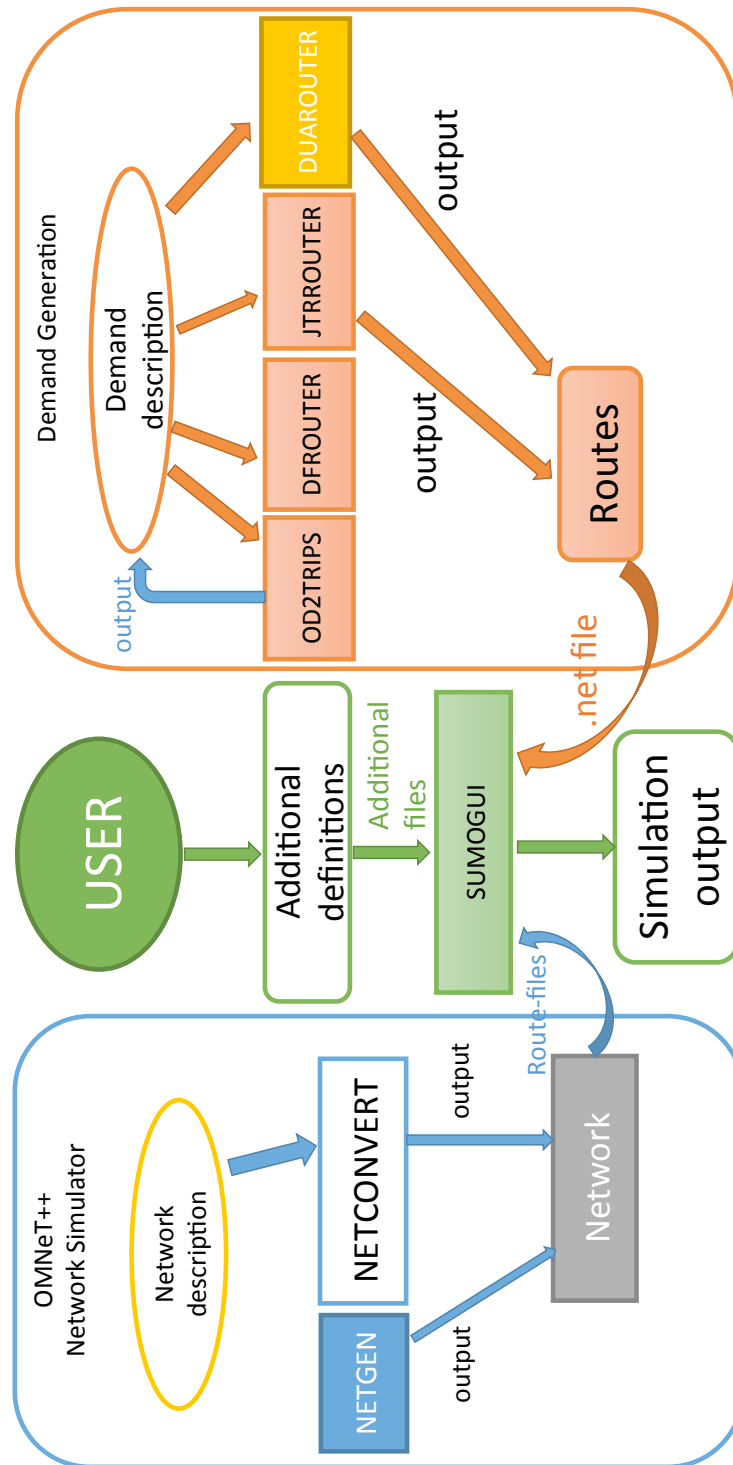 OMNeT++
Network Simulator
Network
description
NETGEN
NETCONVERT
output
output
Network
Route-files
USER
Additional
definitions
Additional
files
SUMOGUI
Simulation
output
.net file
Demand Generation
Demand
description
output
OD2TRIPS
DFROUTER
JTRROUTER
DUAROUTER
output
output
Routes